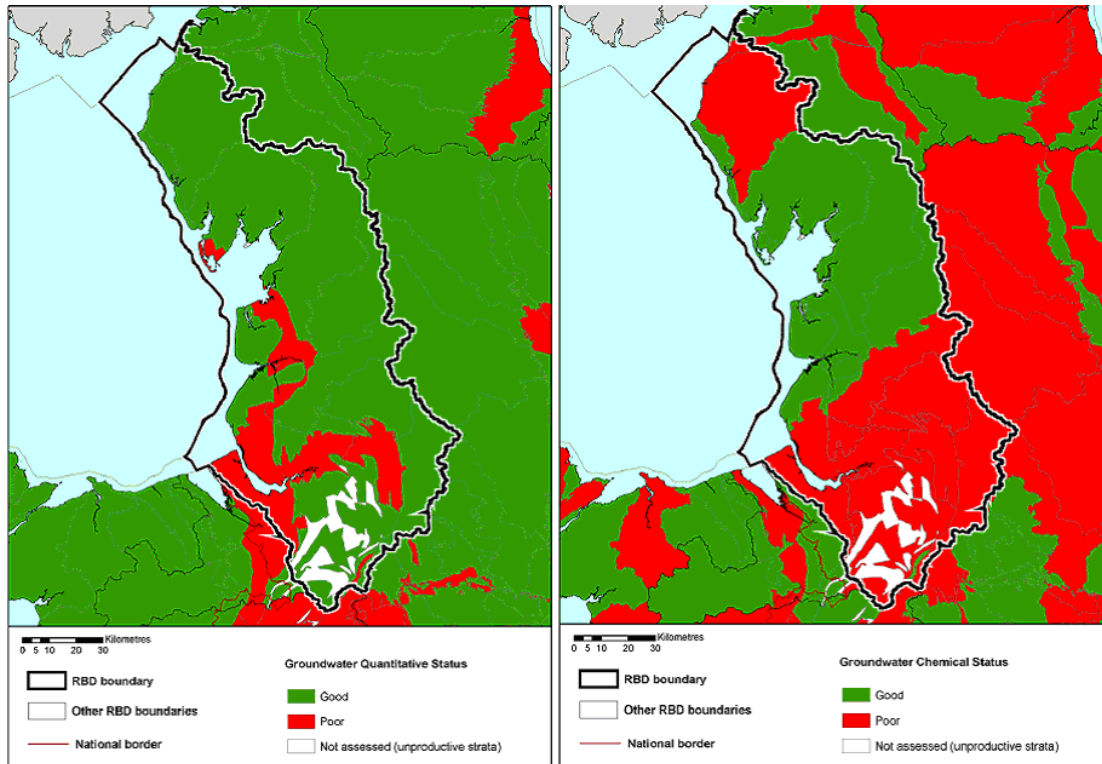 Kilometres
0 5 10 20 30
Groundwater Quantitative Status
RBD boundary
Good
Other RBD boundaries
Poor
National border
Not assessed (unproductive strata)
Kilometres
0 5 10 20 30
Groundwater Chemical Status
RBD boundary
Good
Other RBD boundaries
Poor
National border
Not assessed (unproductive strata)